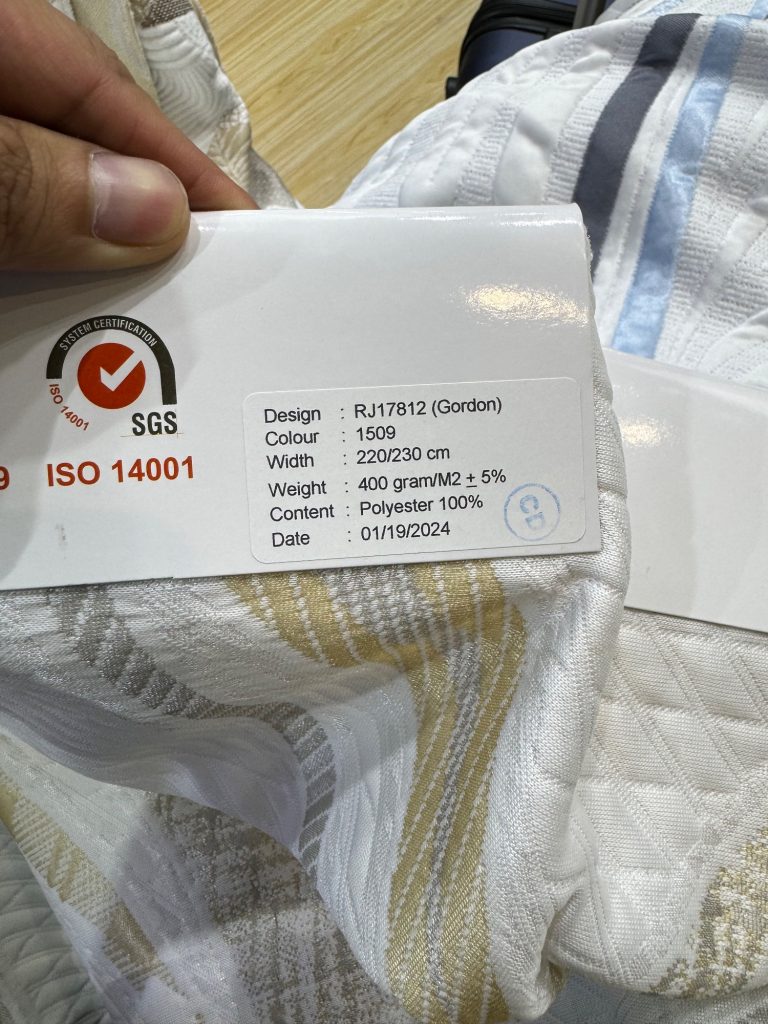 SYSTEM CERTIFICATION
ISO 14001
SGS
9 ISO 14001
Design : RJ17812 (Gordon)
Colour : 1509
Width : 220/230 cm
Weight : 400 gram/M2 ± 5%
Content : Polyester 100%
Date : 01/19/2024
CD